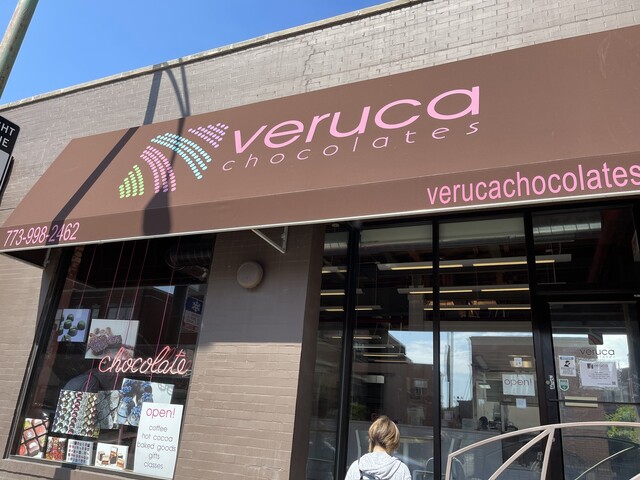 veruca
chocolates
verucachocolates
773-998-2462
chocolate
open!
coffee
hot cocoa
baked goods
gifts
classes
open!
veruca